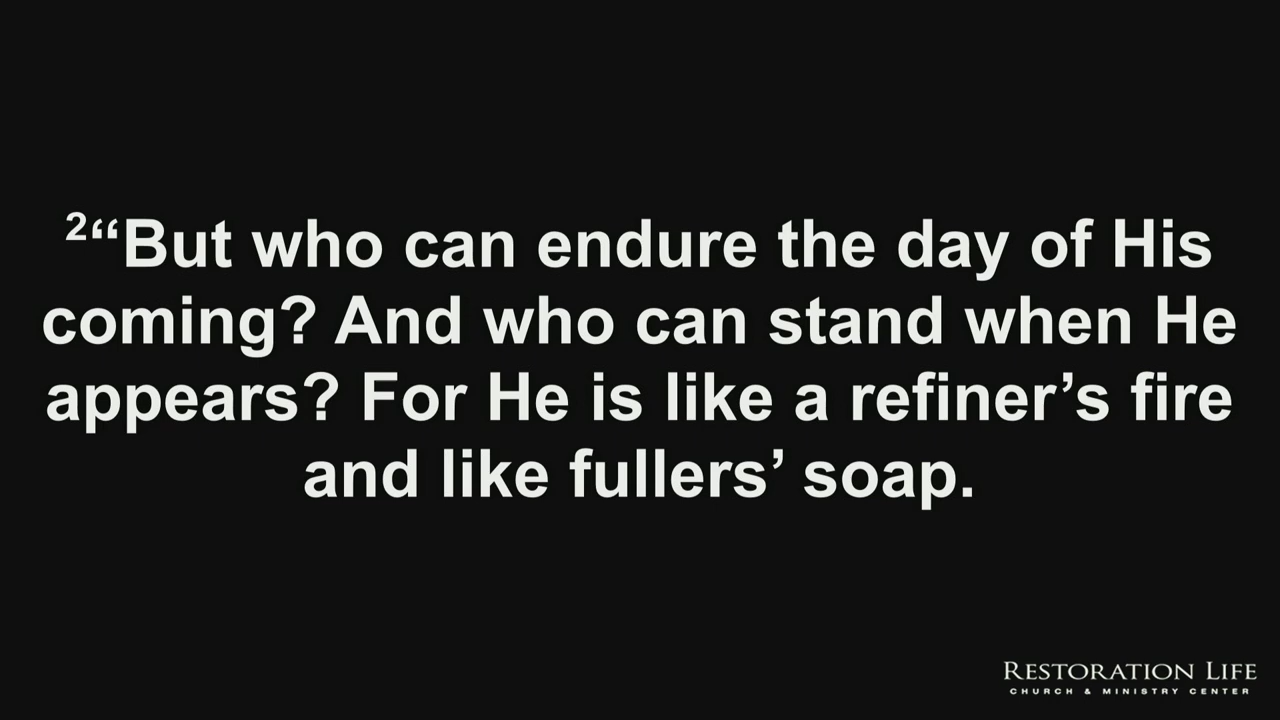 ²“But who can endure the day of His
coming? And who can stand when He
appears? For He is like a refiner’s fire
and like fullers’ soap.
RESTORATION LIFE
CHURCH & MINISTRY CENTER